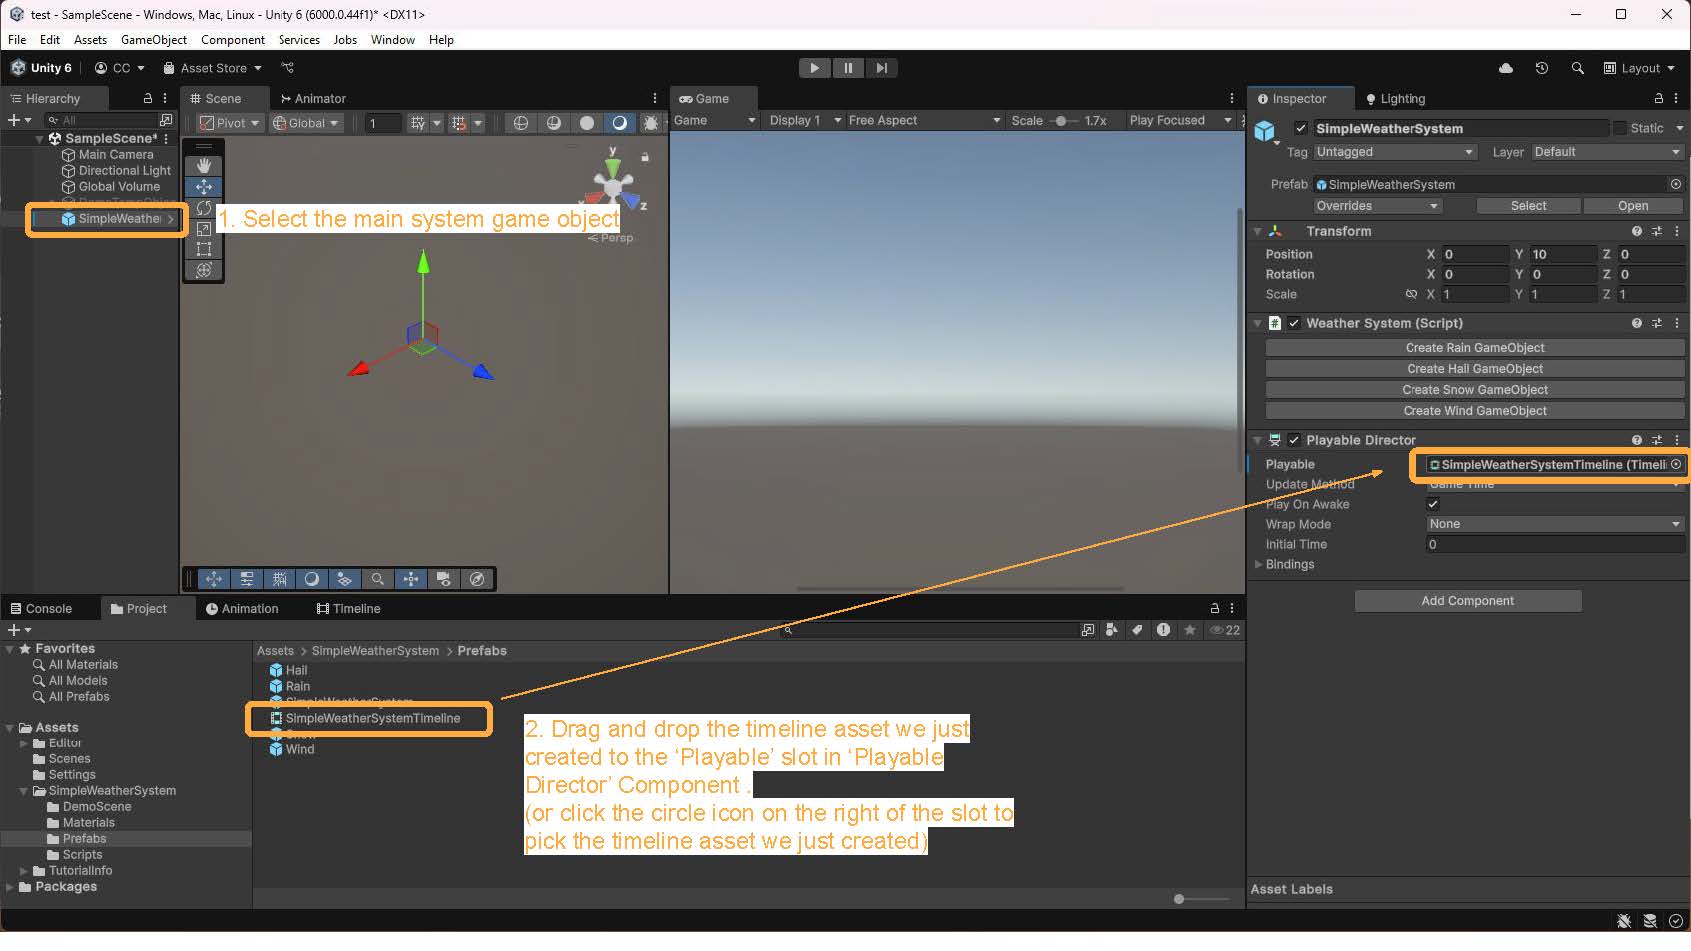 test - SampleScene - Windows, Mac, Linux - Unity 6 (6000.0.44f1)* <DX11>
File Edit Assets GameObject Component Services Jobs Window Help
Unity 6 CC Asset Store Layout
Hierarchy
All
SampleScene*
Main Camera
Directional Light
Global Volume
SimpleWeather
Scene Animator
Pivot Global 1
y
z
Persp
1. Select the main system game object
Game
Game Display 1 Free Aspect Scale 1.7x Play Focused
Inspector Lighting
SimpleWeatherSystem Static
Tag Untagged Layer Default
Prefab SimpleWeatherSystem
Overrides Select Open
Transform
Position X 0 Y 10 Z 0
Rotation X 0 Y 0 Z 0
Scale X 1 Y 1 Z 1
Weather System (Script)
Create Rain GameObject
Create Hail GameObject
Create Snow GameObject
Create Wind GameObject
Playable Director
Playable SimpleWeatherSystemTimeline (Timeli
Update Method Game Time
Play On Awake
Wrap Mode None
Initial Time 0
Bindings
Add Component
Console Project Animation Timeline
22
Favorites
All Materials
All Models
All Prefabs
Assets
Editor
Scenes
Settings
SimpleWeatherSystem
DemoScene
Materials
Prefabs
Scripts
TutorialInfo
Packages
Assets > SimpleWeatherSystem > Prefabs
Hail
Rain
SimpleWeatherSystem
SimpleWeatherSystemTimeline
Snow
Wind
2. Drag and drop the timeline asset we just
created to the ‘Playable’ slot in ‘Playable
Director’ Component .
(or click the circle icon on the right of the slot to
pick the timeline asset we just created)
Asset Labels